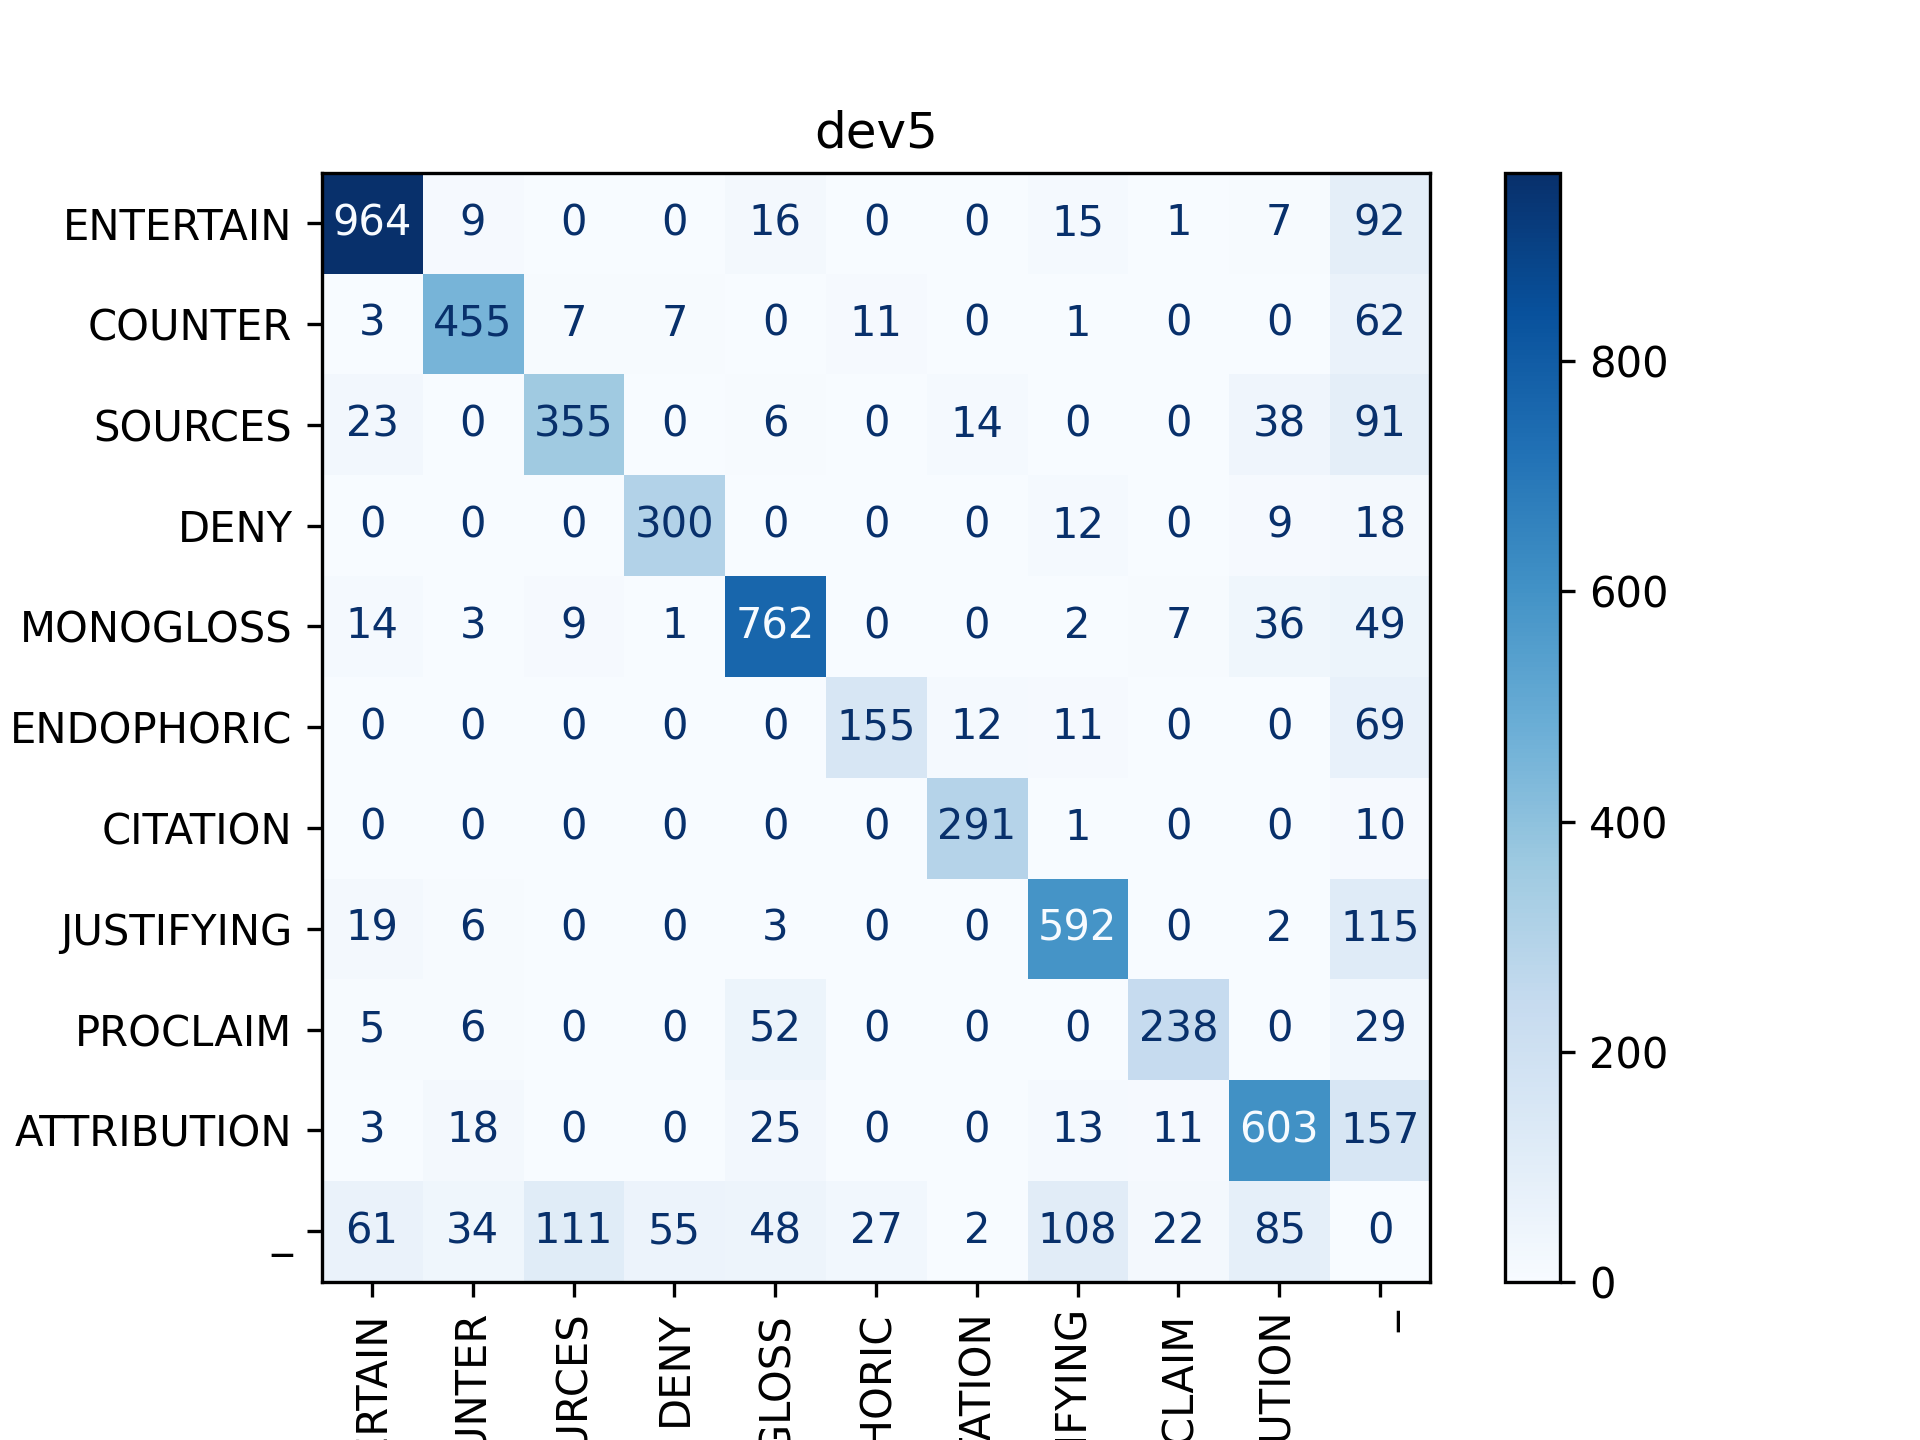 dev5
ENTERTAIN 964 9 0 0 16 0 0 15 1 7 92
COUNTER 3 455 7 7 0 11 0 1 0 0 62
800
SOURCES 23 0 355 0 6 0 14 0 0 38 91
DENY 0 0 0 300 0 0 0 12 0 9 18
600
MONOGLOSS 14 3 9 1 762 0 0 2 7 36 49
ENDOPHORIC 0 0 0 0 0 155 12 11 0 0 69
400
CITATION 0 0 0 0 0 0 291 1 0 0 10
JUSTIFYING 19 6 0 0 3 0 0 592 0 2 115
PROCLAIM 5 6 0 0 52 0 0 0 238 0 29
200
ATTRIBUTION 3 18 0 0 25 0 0 13 11 603 157
_ 61 34 111 55 48 27 2 108 22 85 0
0
RTAIN UNTER URCES DENY GLOSS HORIC TATION IFYING CLAIM UTION _